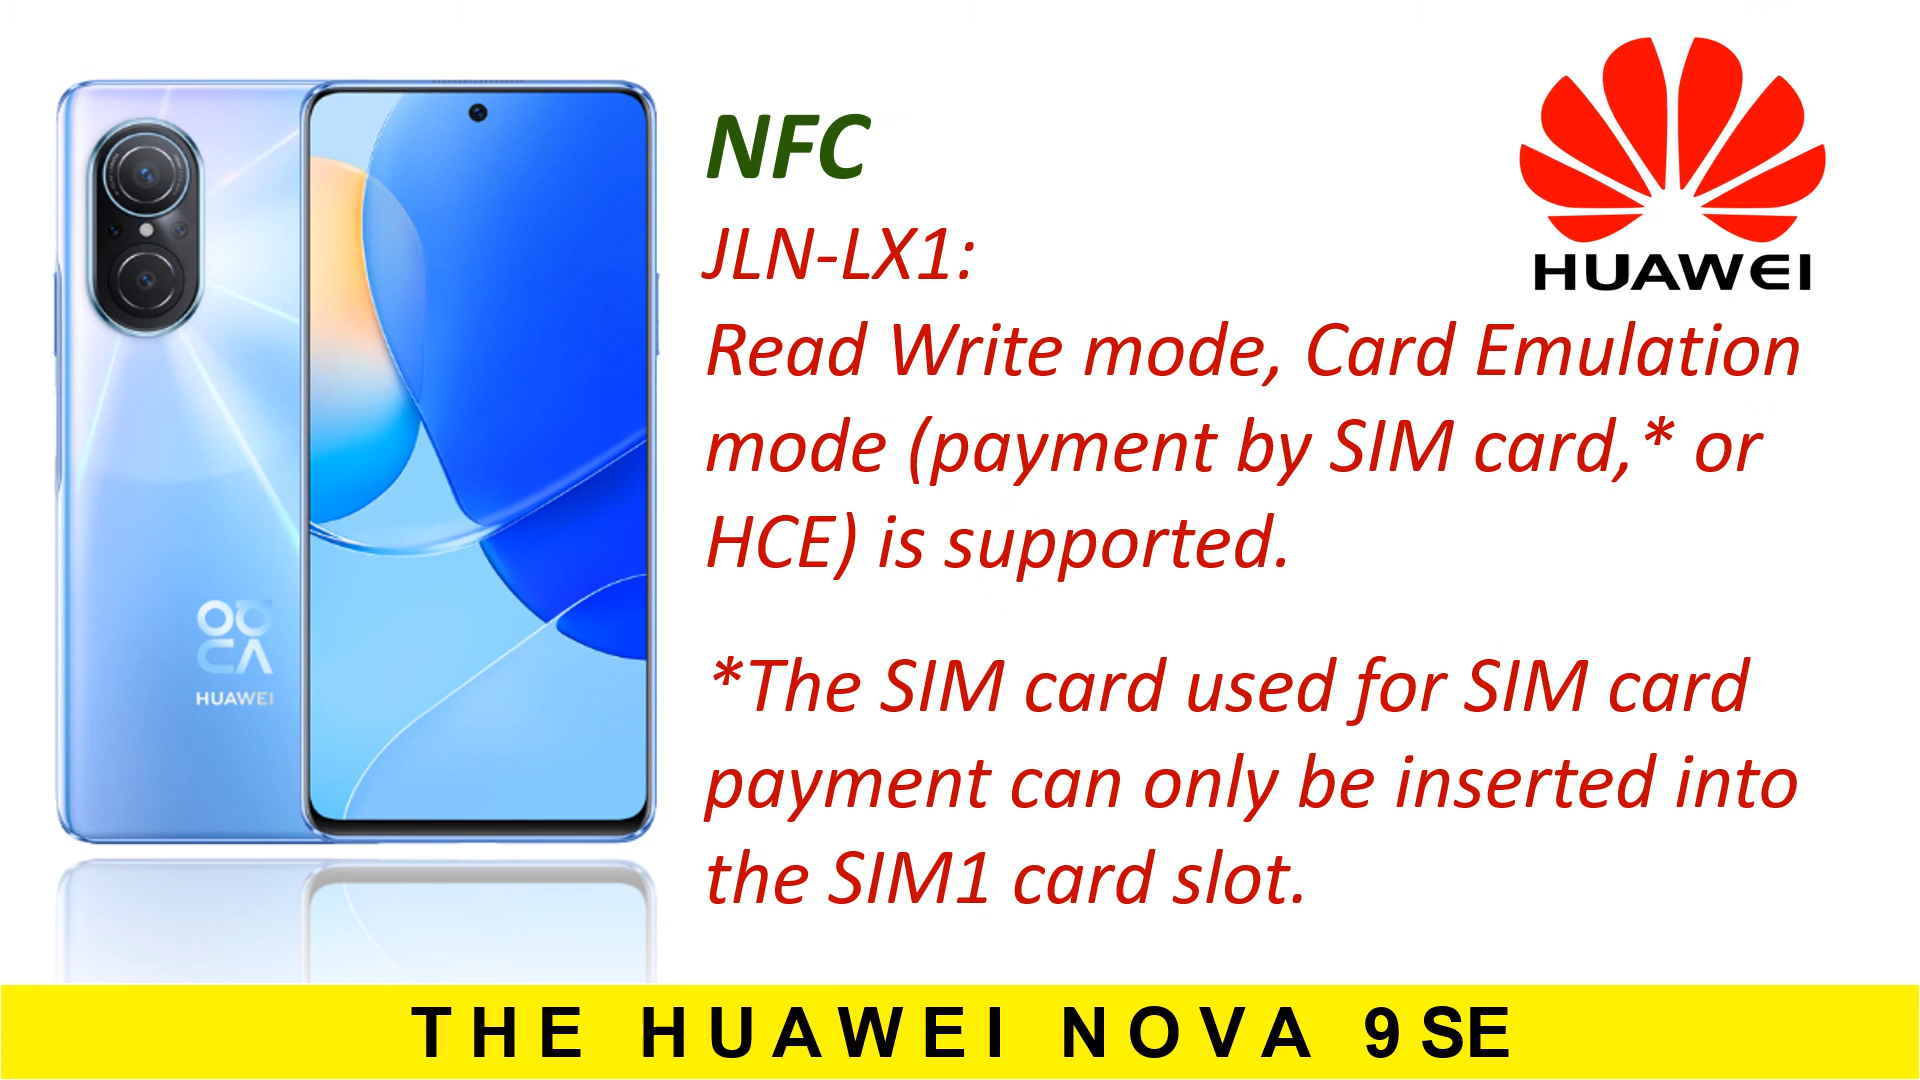 NFC
JLN-LX1:
Read Write mode, Card Emulation
mode (payment by SIM card,* or
HCE) is supported.
*The SIM card used for SIM card
payment can only be inserted into
the SIM1 card slot.
HUAWEI
HUAWEI
THE HUAWEI NOVA 9 SE